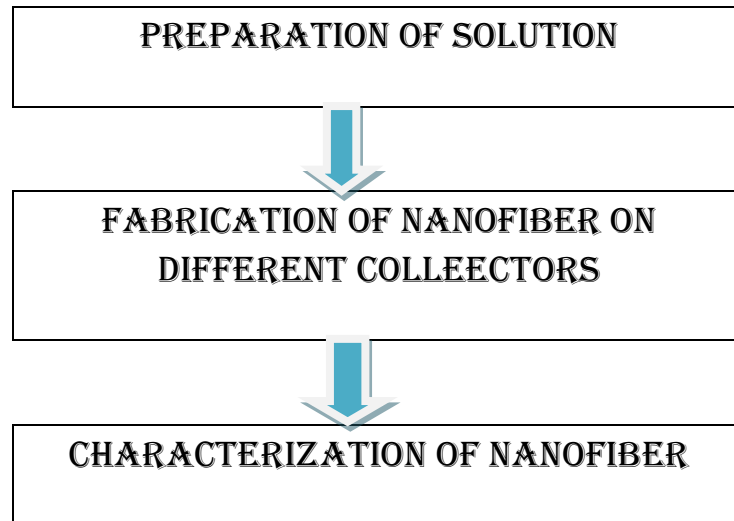 PREPARATION OF SOLUTION
FABRICATION OF NANOFIBER ON
DIFFERENT COLLEECTORS
CHARACTERIZATION OF NANOFIBER